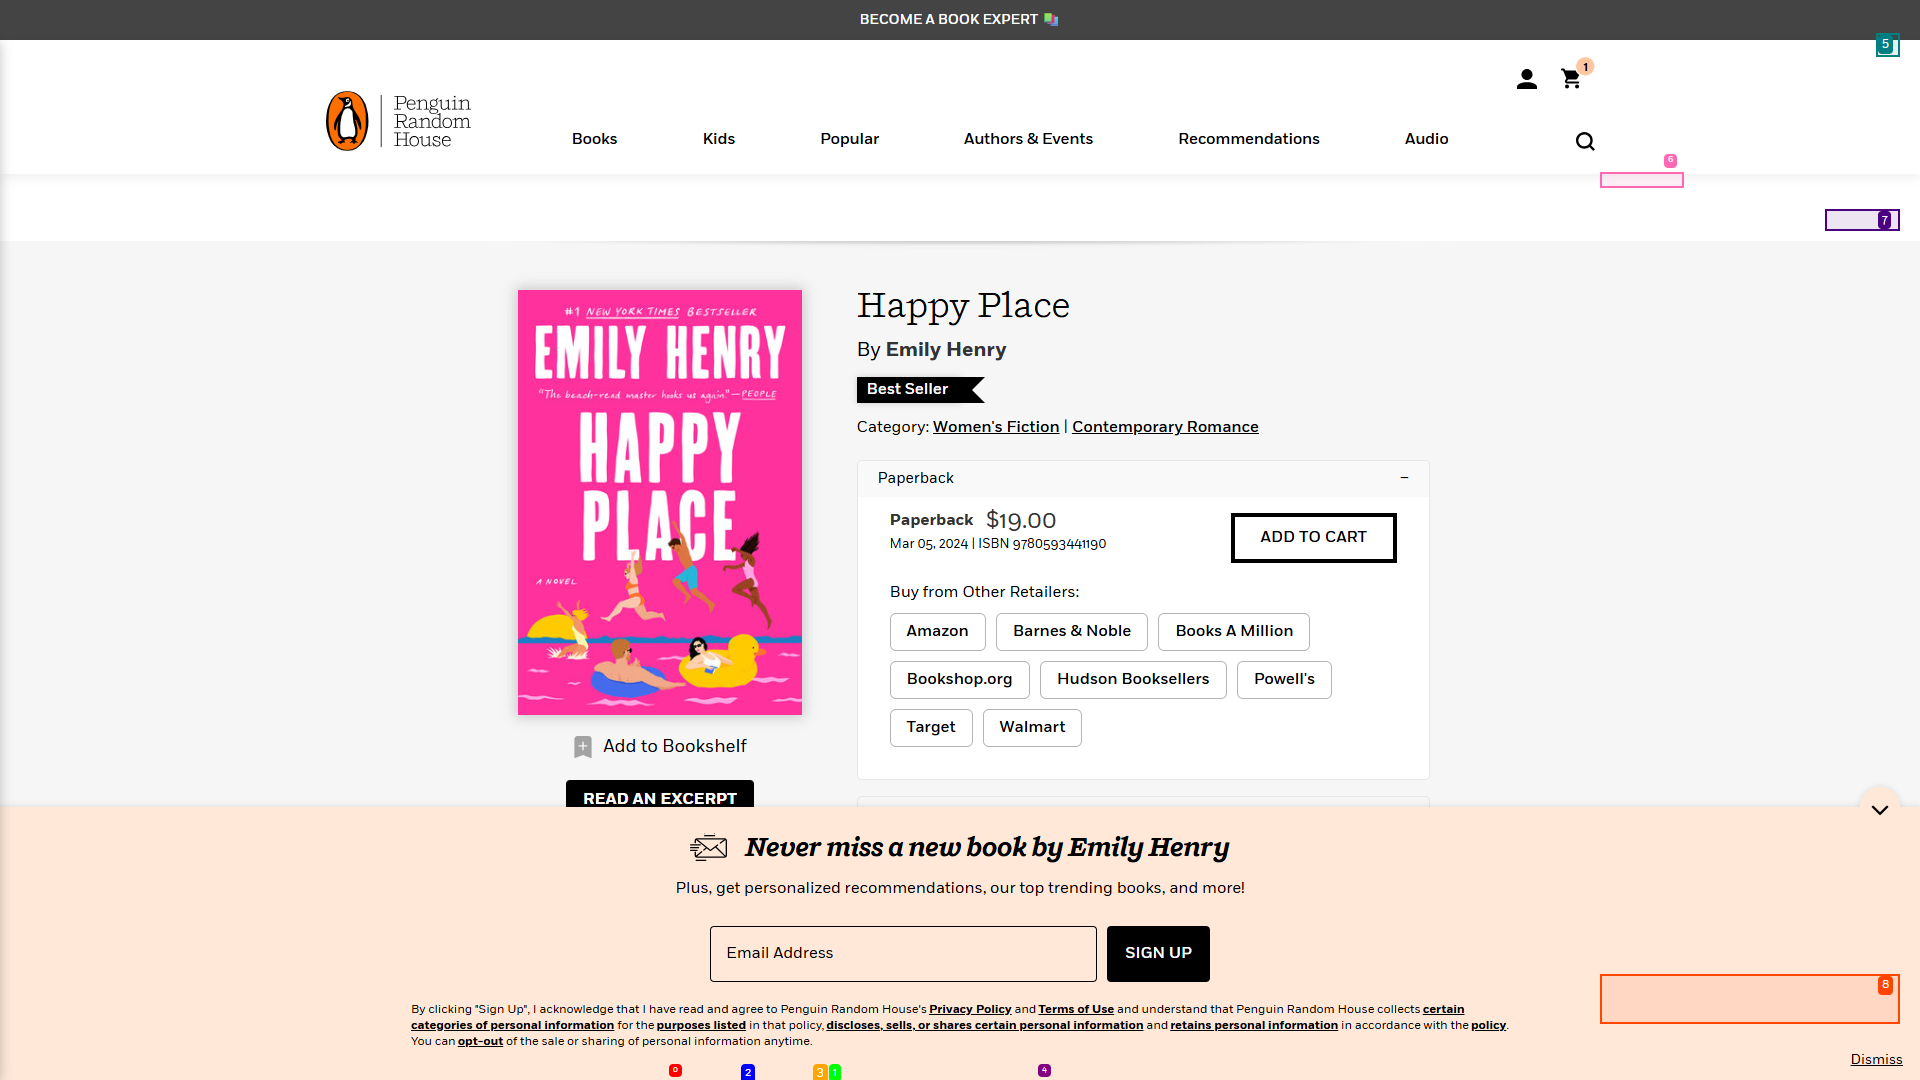 BECOME A BOOK EXPERT
5
1
Penguin
Random
House
Books
Kids
Popular
Authors & Events
Recommendations
Audio
6
7
#1 NEW YORK TIMES BESTSELLER
EMILY HENRY
"The beach-read master hooks us again."—PEOPLE
HAPPY
PLACE
A NOVEL
Add to Bookshelf
READ AN EXCERPT
Happy Place
By Emily Henry
Best Seller
Category: Women's Fiction | Contemporary Romance
Paperback –
Paperback $19.00
Mar 05, 2024 | ISBN 9780593441190
ADD TO CART
Buy from Other Retailers:
Amazon
Barnes & Noble
Books A Million
Bookshop.org
Hudson Booksellers
Powell's
Target
Walmart
Never miss a new book by Emily Henry
Plus, get personalized recommendations, our top trending books, and more!
Email Address
SIGN UP
By clicking "Sign Up", I acknowledge that I have read and agree to Penguin Random House's Privacy Policy and Terms of Use and understand that Penguin Random House collects certain
categories of personal information for the purposes listed in that policy, discloses, sells, or shares certain personal information and retains personal information in accordance with the policy.
You can opt-out of the sale or sharing of personal information anytime.
8
Dismiss
0
2
3
1
4